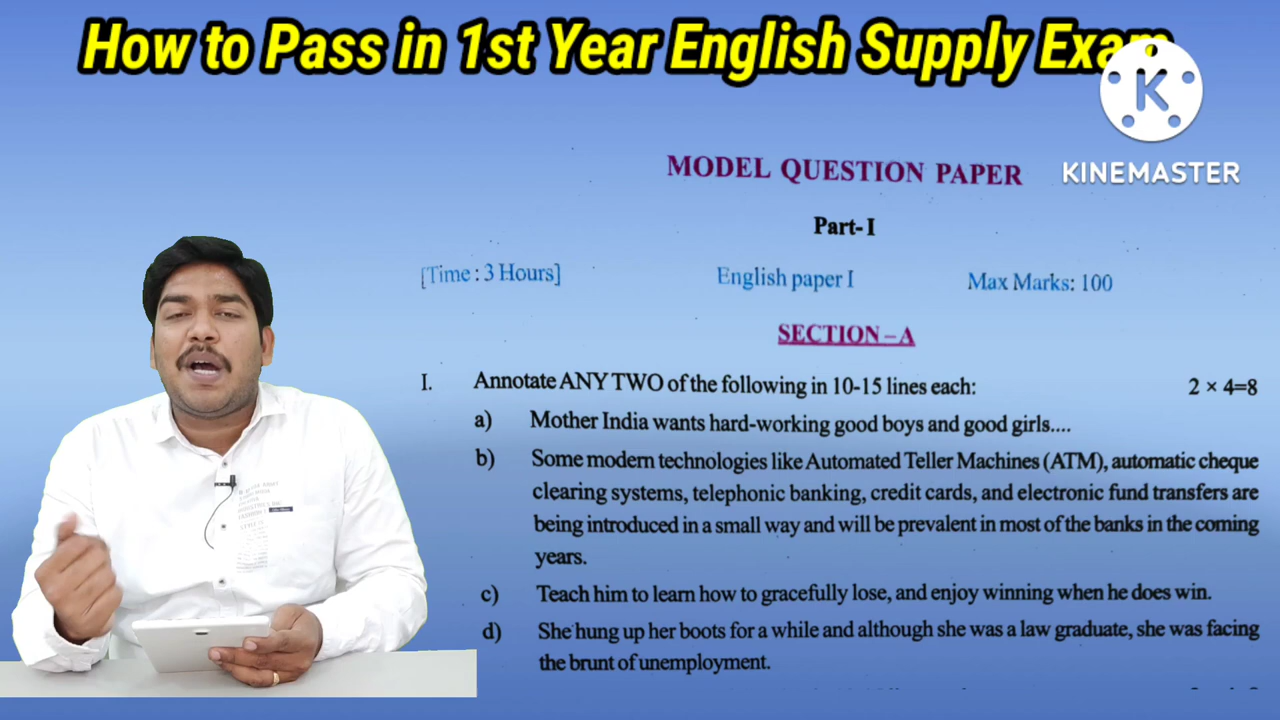 How to Pass in 1st Year English Supply Exam
K
KINEMASTER
MODEL QUESTION PAPER
Part-I
[Time : 3 Hours] English paper I Max Marks: 100
SECTION – A
I. Annotate ANY TWO of the following in 10-15 lines each: 2 × 4=8
a) Mother India wants hard-working good boys and good girls....
b) Some modern technologies like Automated Teller Machines (ATM), automatic cheque
clearing systems, telephonic banking, credit cards, and electronic fund transfers are
being introduced in a small way and will be prevalent in most of the banks in the coming
years.
c) Teach him to learn how to gracefully lose, and enjoy winning when he does win.
d) She hung up her boots for a while and although she was a law graduate, she was facing
the brunt of unemployment.